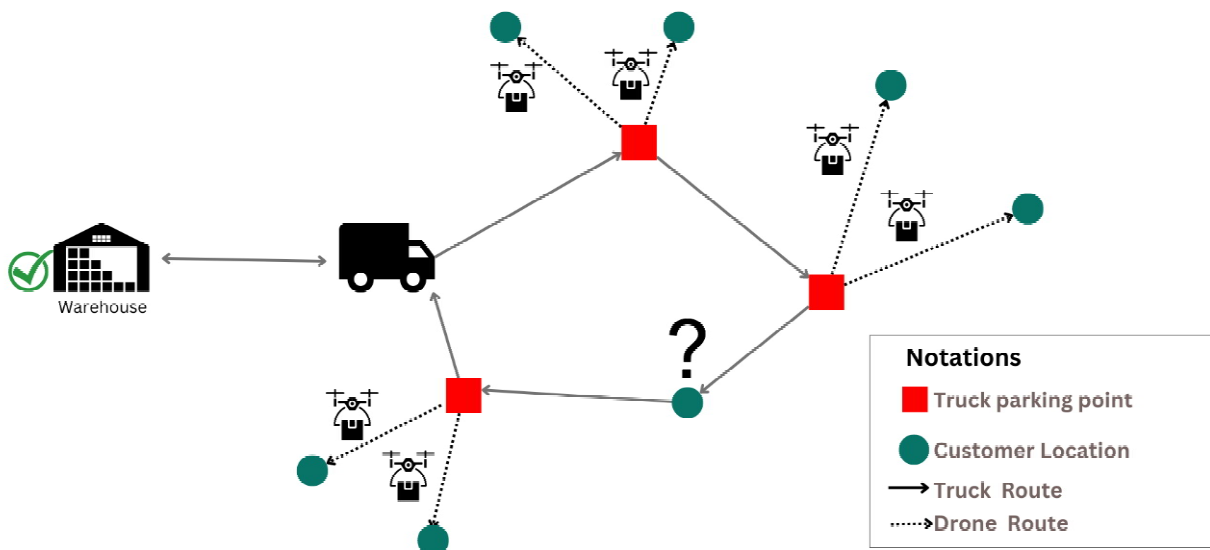 ?
Warehouse
Notations
Truck parking point
Customer Location
Truck Route
Drone Route